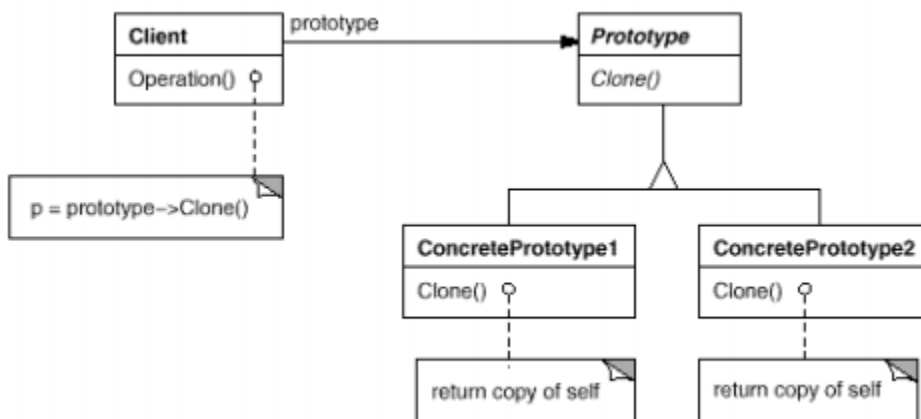 Client
prototype
Prototype
Operation()
Clone()
p = prototype->Clone()
ConcretePrototype1
ConcretePrototype2
Clone()
Clone()
return copy of self
return copy of self